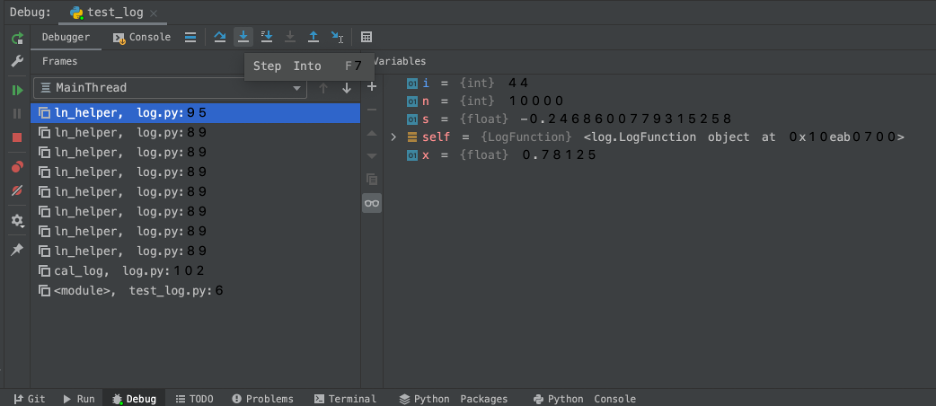 Debug: test_log
Debugger Console
Step Into F7
Frames Variables
MainThread
ln_helper, log.py:95
ln_helper, log.py:89
ln_helper, log.py:89
ln_helper, log.py:89
ln_helper, log.py:89
ln_helper, log.py:89
ln_helper, log.py:89
ln_helper, log.py:89
cal_log, log.py:102
<module>, test_log.py:6
i = {int} 44
n = {int} 10000
s = {float} -0.24686007793152558
self = {LogFunction} <log.LogFunction object at 0x10eab0700>
x = {float} 0.78125
Git Run Debug TODO Problems Terminal Python Packages Python Console